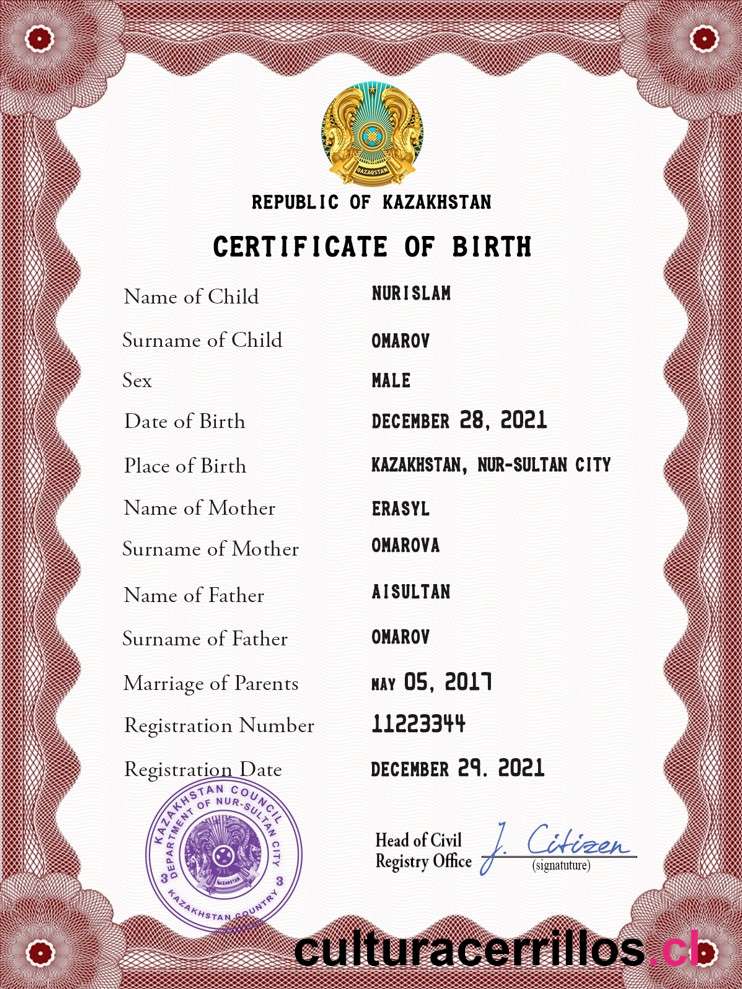 QAZAQSTAN
REPUBLIC OF KAZAKHSTAN
CERTIFICATE OF BIRTH
Name of Child NURISLAM
Surname of Child OMAROV
Sex MALE
Date of Birth DECEMBER 28, 2021
Place of Birth KAZAKHSTAN, NUR-SULTAN CITY
Name of Mother ERASYL
Surname of Mother OMAROVA
Name of Father AISULTAN
Surname of Father OMAROV
Marriage of Parents MAY 05, 2017
Registration Number 11223344
Registration Date DECEMBER 29. 2021
KAZAKHSTAN COUNCIL
DEPARTMENT OF NUR-SULTAN CITY
3 KAZAKHSTAN COUNTRY 3
Head of Civil
Registry Office J. Citizen
(signatuture)
culturacerrillos.cl